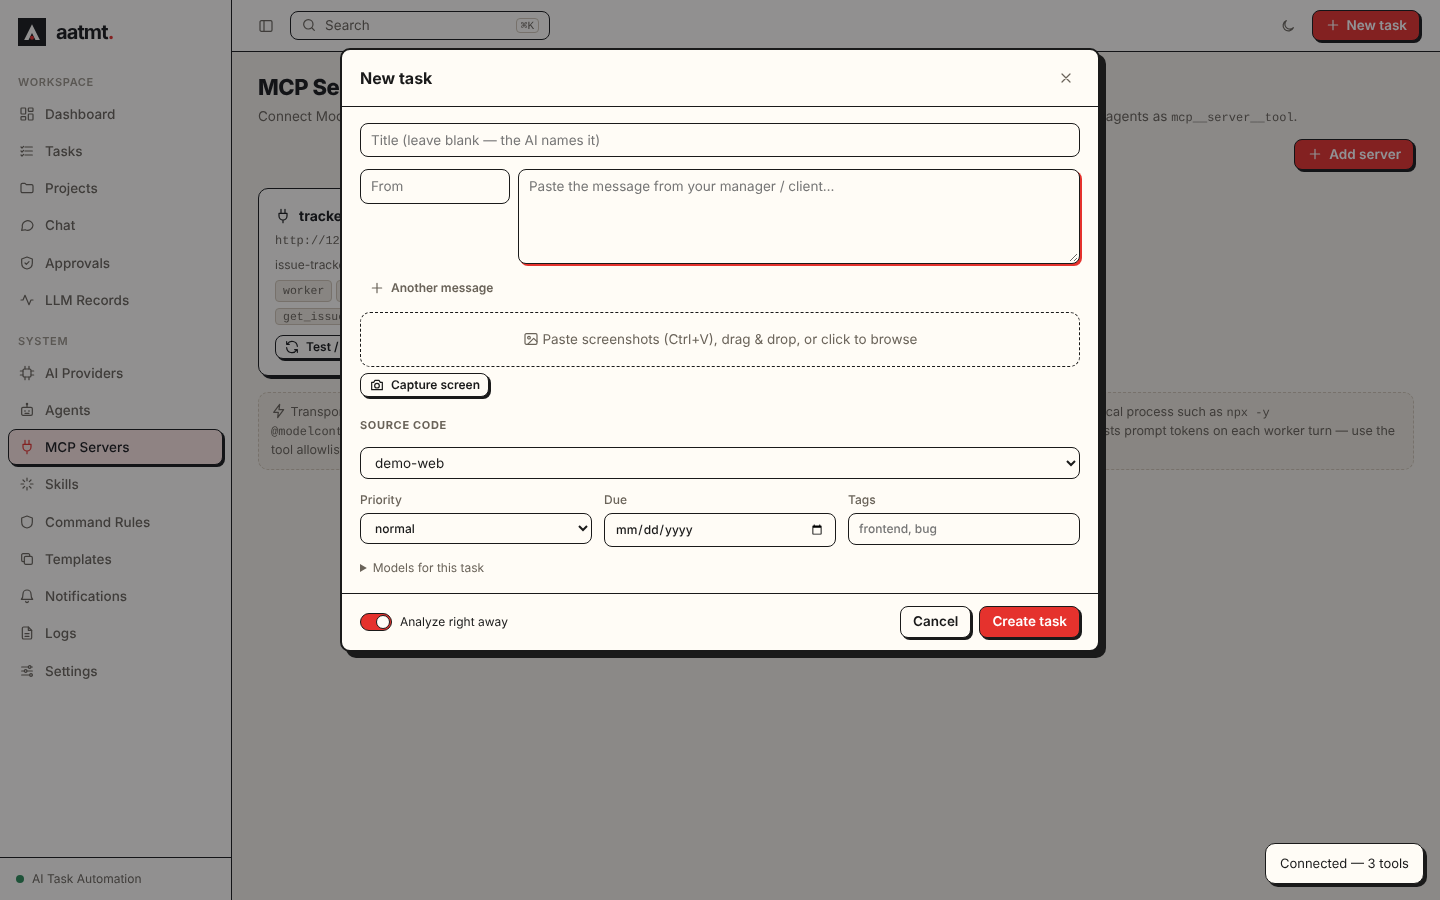 aatmt.
Search
⌘K
New task
WORKSPACE
Dashboard
Tasks
Projects
Chat
Approvals
LLM Records
SYSTEM
AI Providers
Agents
MCP Servers
Skills
Command Rules
Templates
Notifications
Logs
Settings
AI Task Automation
MCP Se
Connect Mo
agents as mcp__server__tool.
Add server
tracke
http://12
issue-track
worker
get_issu
Test /
Transpo
cal process such as npx -y
@modelcont
sts prompt tokens on each worker turn — use the
tool allowlis
New task
Title (leave blank — the AI names it)
From
Paste the message from your manager / client...
Another message
Paste screenshots (Ctrl+V), drag & drop, or click to browse
Capture screen
SOURCE CODE
demo-web
Priority
Due
Tags
normal
mm/dd/yyyy
frontend, bug
Models for this task
Analyze right away
Cancel
Create task
Connected — 3 tools